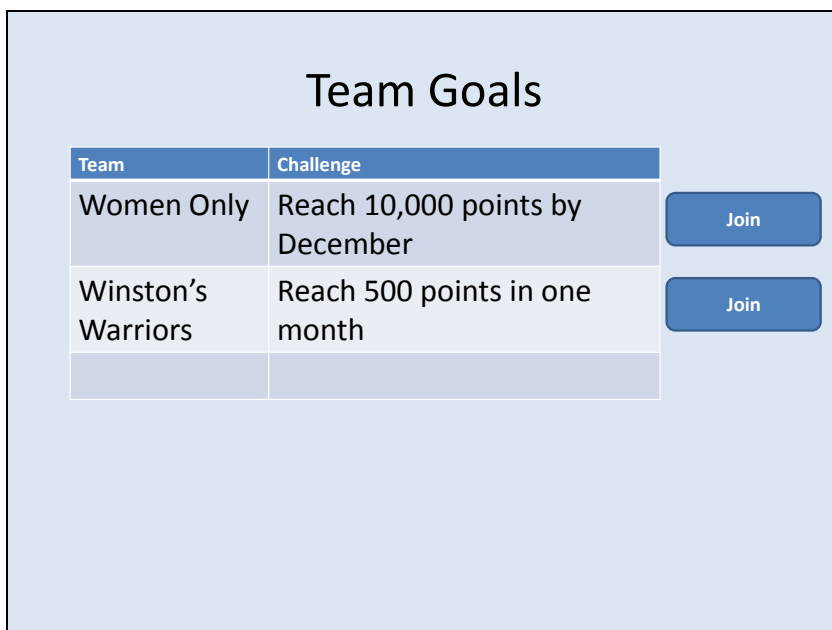 Team Goals
Team Challenge
Women Only
Reach 10,000 points by
December
Join
Winston’s
Warriors
Reach 500 points in one
month
Join